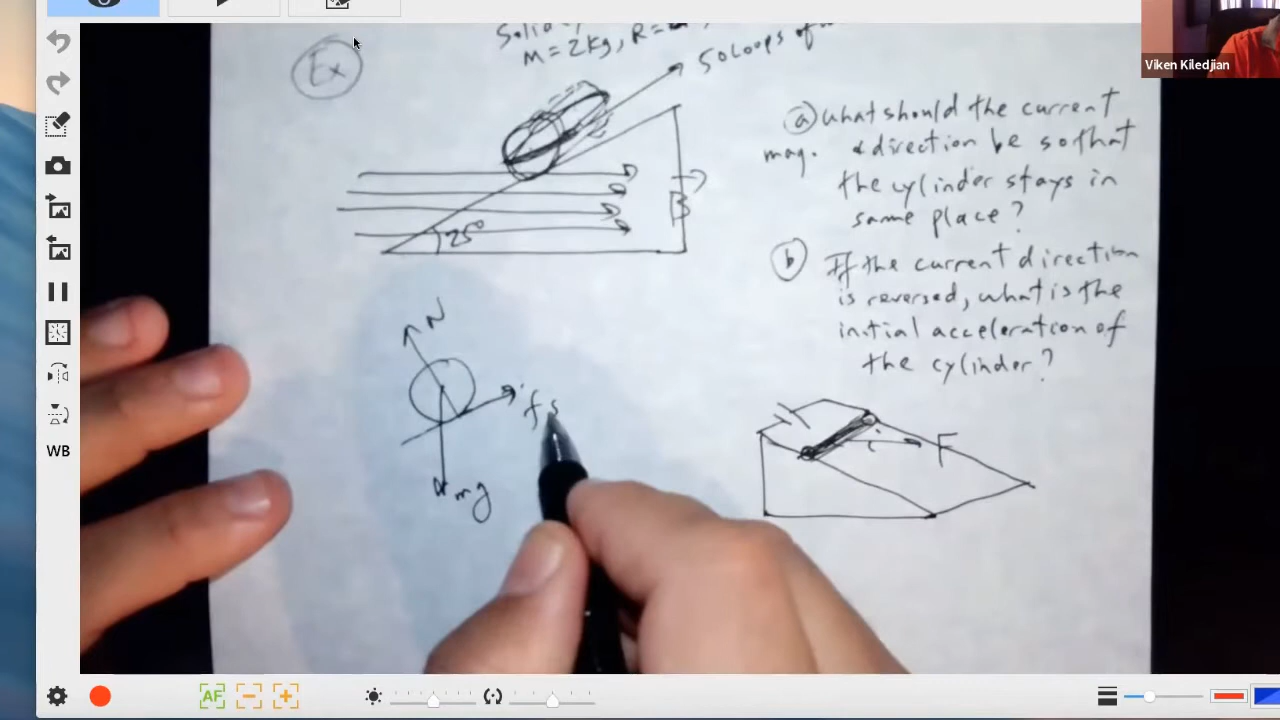 Viken Kiledjian
Ex
Solid
M = 2kg, R =
50 loops of
25°
B
(a) What should the current
mag. & direction be so that
the cylinder stays in
same place?
(b) If the current direction
is reversed, what is the
initial acceleration of
the cylinder?
N
fs
mg
i
F
WB
AF